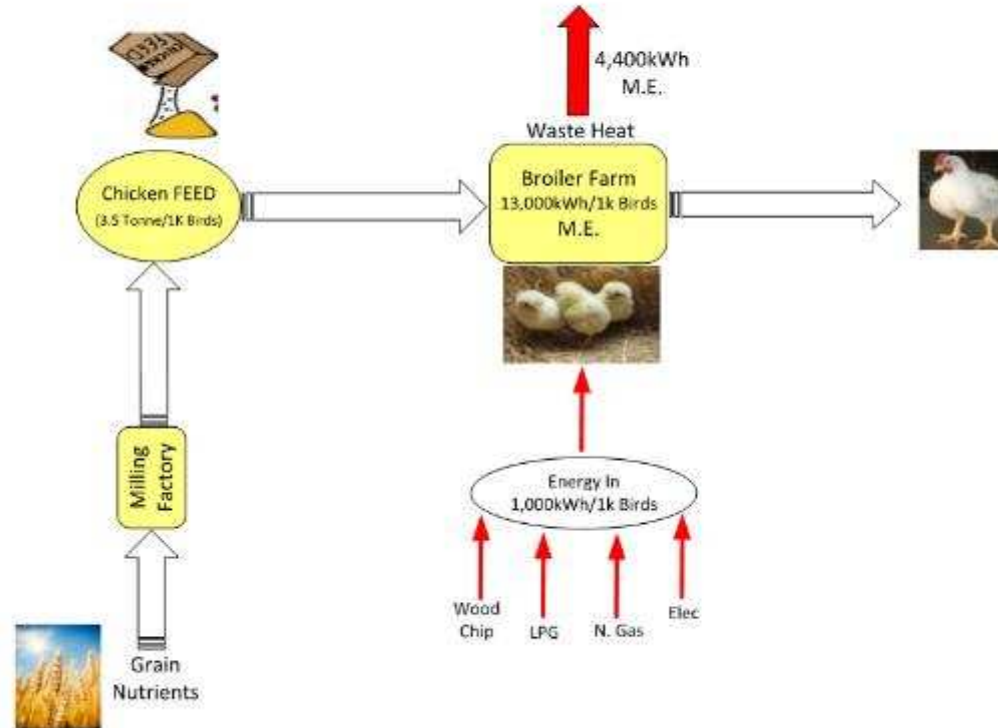 4,400kWh
M.E.
Waste Heat
Chicken FEED
(3.5 Tonne/1K Birds)
Broiler Farm
13,000kWh/1k Birds
M.E.
Milling
Factory
Energy In
1,000kWh/1k Birds
Wood
Chip
LPG
N. Gas
Elec
Grain
Nutrients